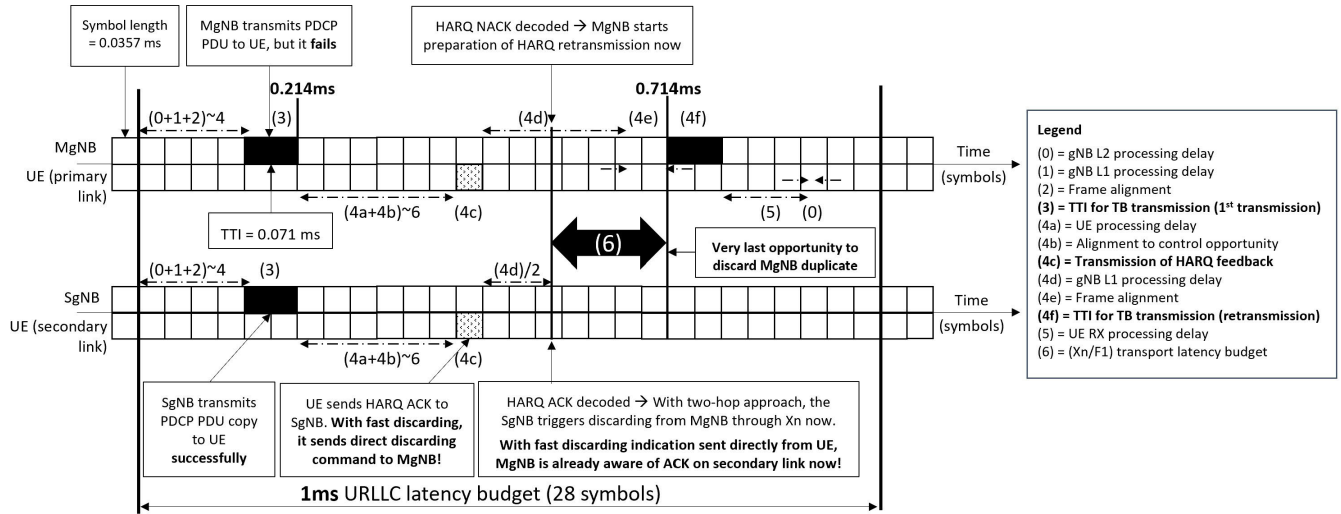 Symbol length
= 0.0357 ms
MgNB transmits PDCP
PDU to UE, but it fails
HARQ NACK decoded → MgNB starts
preparation of HARQ retransmission now
0.214ms
0.714ms
(0+1+2)~4
(3)
(4d)
(4e)
(4f)
MgNB
UE (primary
link)
Time
(symbols)
(4a+4b)~6
(4c)
(5)
(0)
TTI = 0.071 ms
(6)
Very last opportunity to
discard MgNB duplicate
(0+1+2)~4
(3)
(4d)/2
SgNB
UE (secondary
link)
Time
(symbols)
(4a+4b)~6
(4c)
SgNB transmits
PDCP PDU copy
to UE
successfully
UE sends HARQ ACK to
SgNB. With fast discarding,
it sends direct discarding
command to MgNB!
HARQ ACK decoded → With two-hop approach, the
SgNB triggers discarding from MgNB through Xn now.
With fast discarding indication sent directly from UE,
MgNB is already aware of ACK on secondary link now!
1ms URLLC latency budget (28 symbols)
Legend
(0) = gNB L2 processing delay
(1) = gNB L1 processing delay
(2) = Frame alignment
(3) = TTI for TB transmission (1st transmission)
(4a) = UE processing delay
(4b) = Alignment to control opportunity
(4c) = Transmission of HARQ feedback
(4d) = gNB L1 processing delay
(4e) = Frame alignment
(4f) = TTI for TB transmission (retransmission)
(5) = UE RX processing delay
(6) = (Xn/F1) transport latency budget